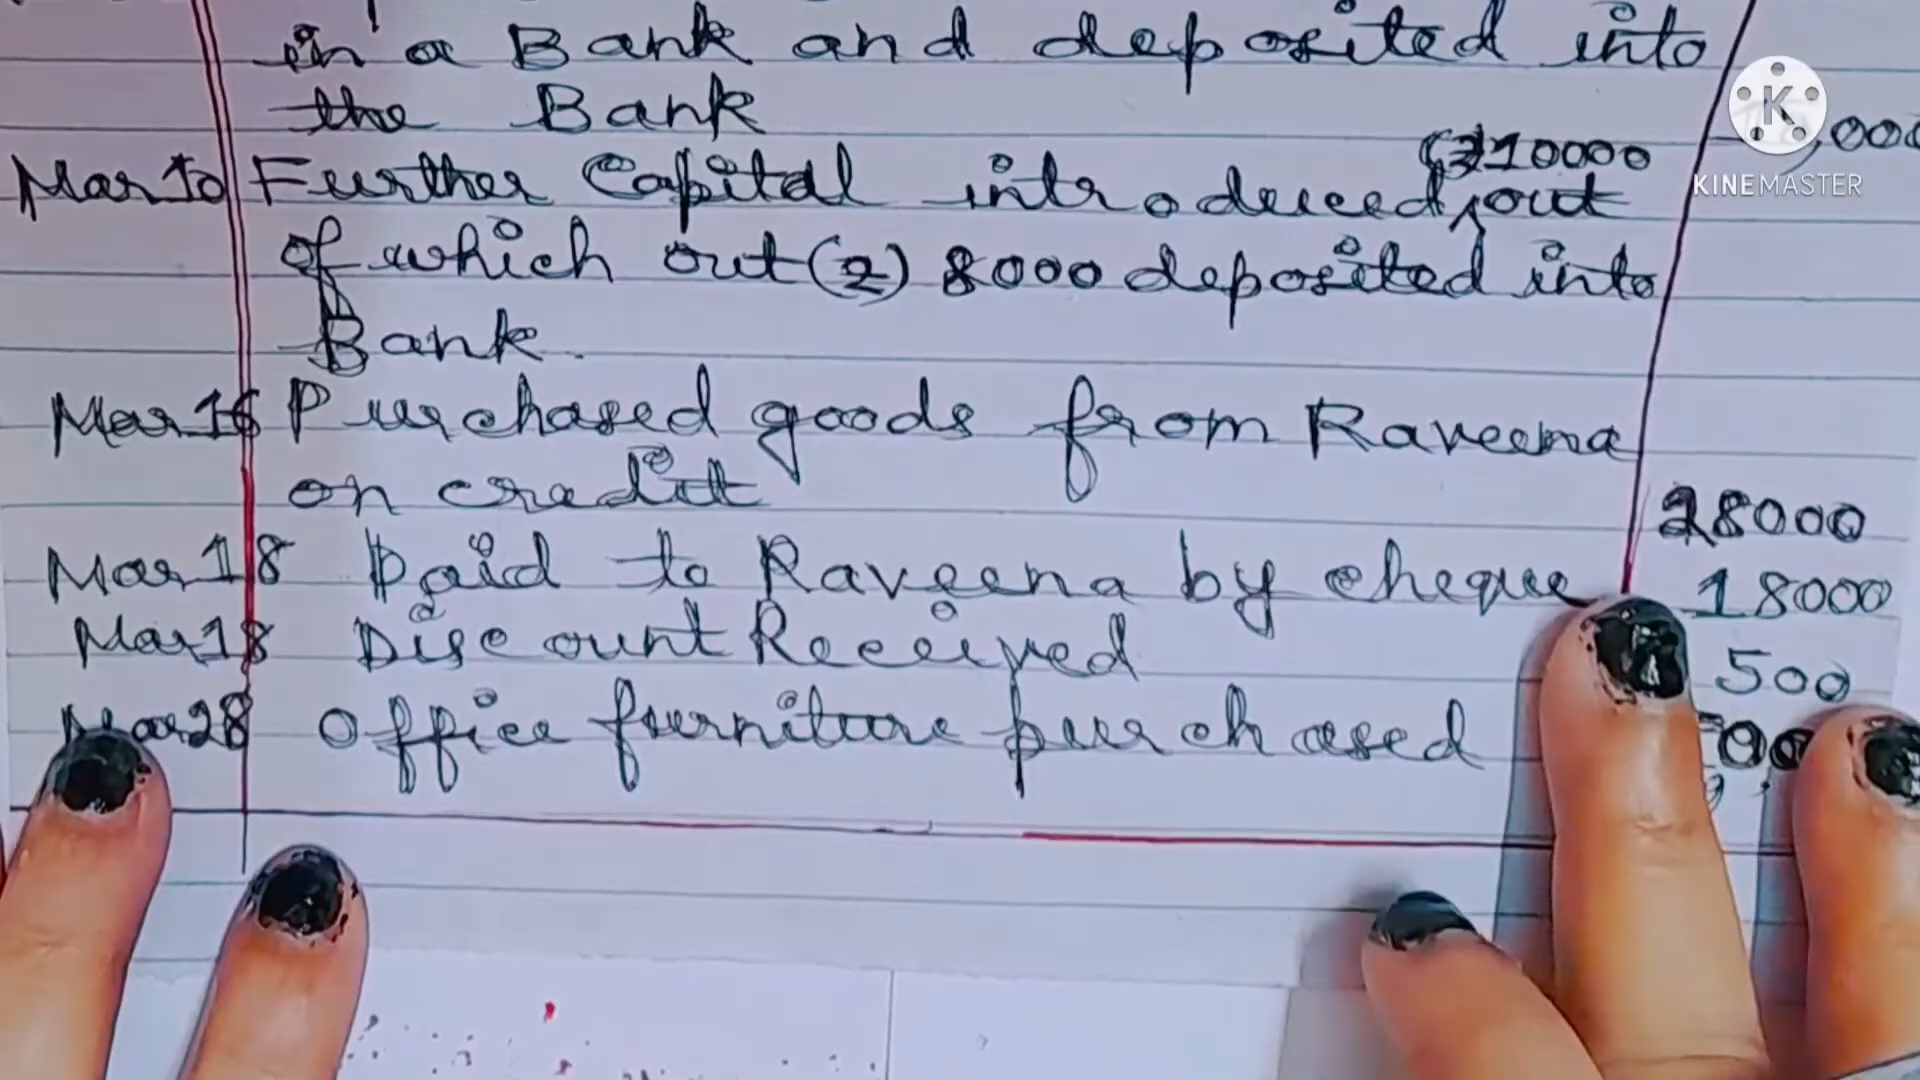 in a Bank and deposited into
the Bank
,000
(₹)10000
Mar 10 Further Capital introduced, out
of which out (₹) 8000 deposited into
Bank.
Mar 16 Purchased goods from Raveena
on credit 28000
Mar 18 Paid to Raveena by cheque 18000
Mar 18 Discount Received 500
Mar 28 Office furniture purchased
K
KINEMASTER